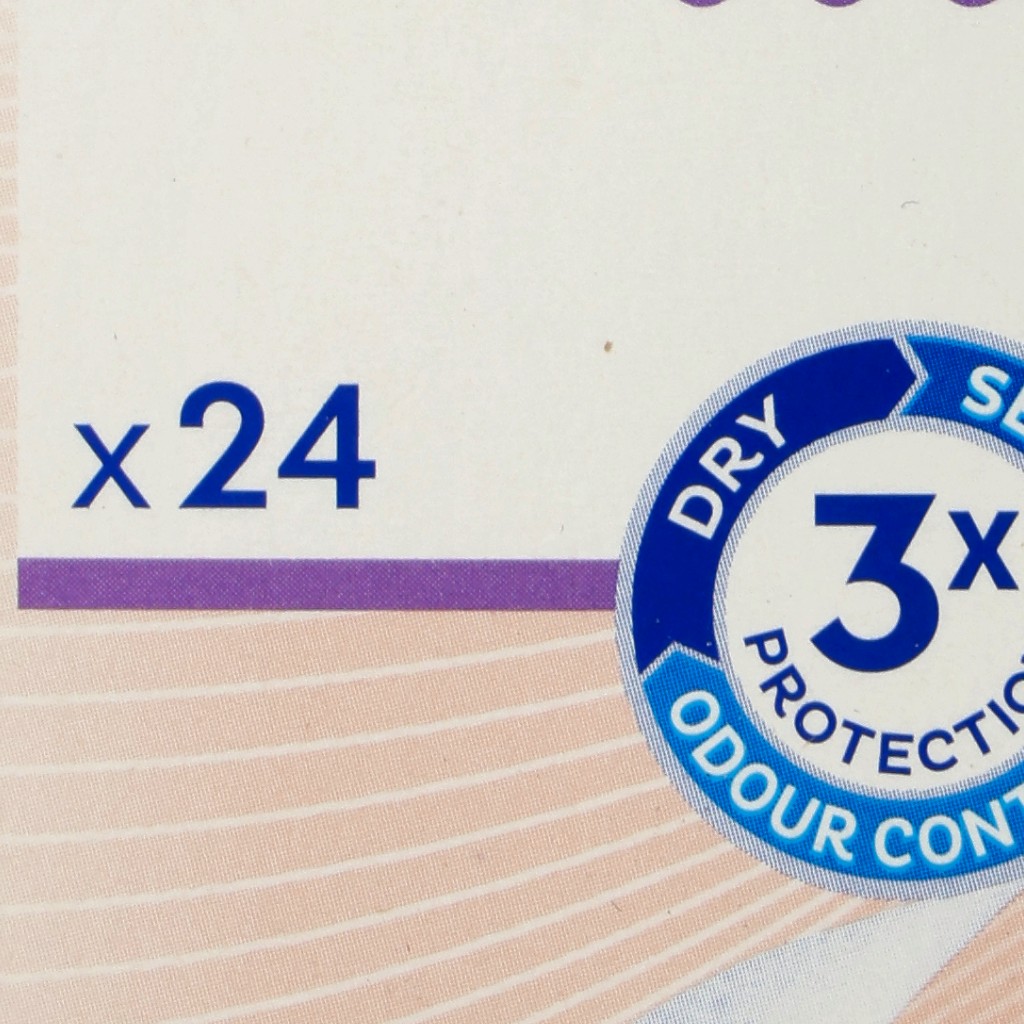 x24
DRY
3x
PROTECTIO
ODOUR CONT